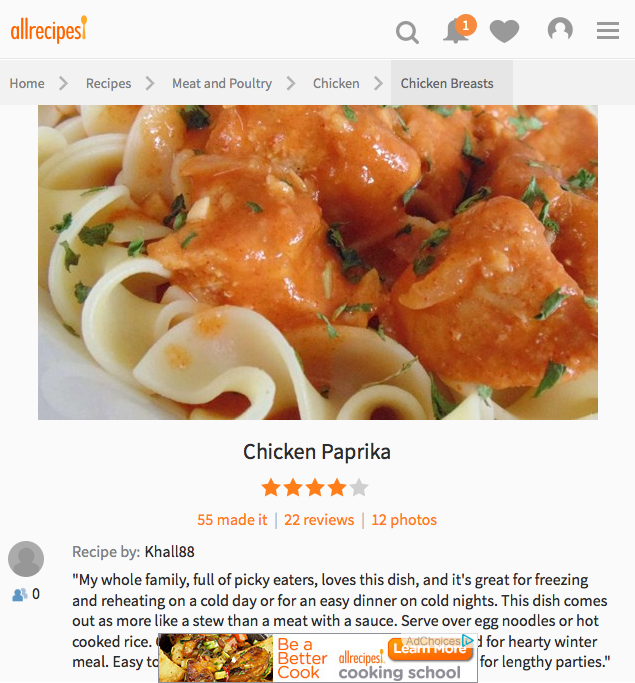 allrecipes
1
Home Recipes Meat and Poultry Chicken Chicken Breasts
Chicken Paprika
55 made it | 22 reviews | 12 photos
Recipe by: Khall88
0
"My whole family, full of picky eaters, loves this dish, and it's great for freezing
and reheating on a cold day or for an easy dinner on cold nights. This dish comes
out as more like a stew than a meat with a sauce. Serve over egg noodles or hot
cooked rice. for hearty winter
meal. Easy to for lengthy parties."
Be a
Better
Cook
allrecipes
cooking school
AdChoices
Learn More